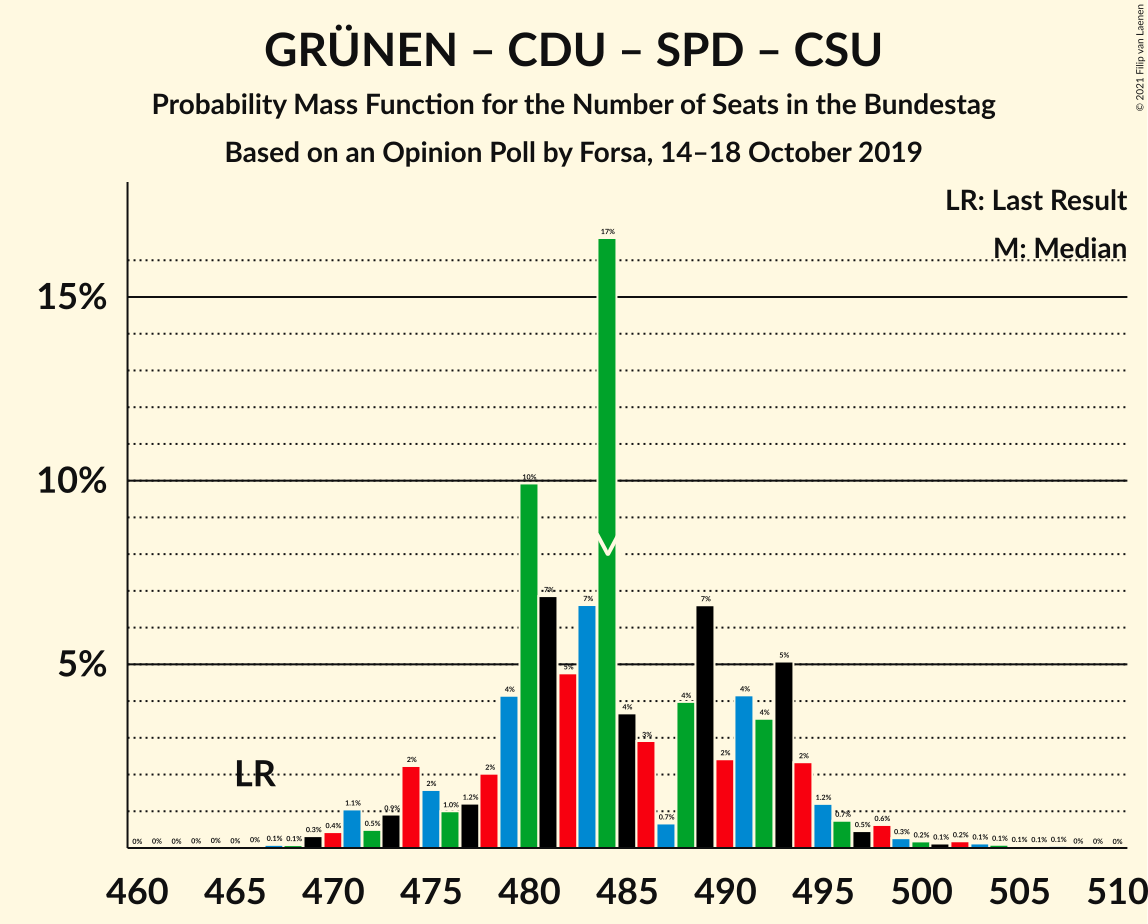 GRÜNEN – CDU – SPD – CSU
Probability Mass Function for the Number of Seats in the Bundestag
Based on an Opinion Poll by Forsa, 14–18 October 2019
© 2021 Filip van Laenen
LR: Last Result
M: Median
15%
10%
5%
LR
M
0% 0% 0% 0% 0% 0% 0% 0.1% 0.1% 0.3% 0.4% 1.1% 0.5% 0.9% 2% 2% 1.0% 1.2% 2% 4% 10% 7% 5% 7% 17% 4% 3% 0.7% 4% 7% 2% 4% 4% 5% 2% 1.2% 0.7% 0.5% 0.6% 0.3% 0.2% 0.1% 0.2% 0.1% 0.1% 0.1% 0.1% 0.1% 0% 0% 0%
460 465 470 475 480 485 490 495 500 505 510